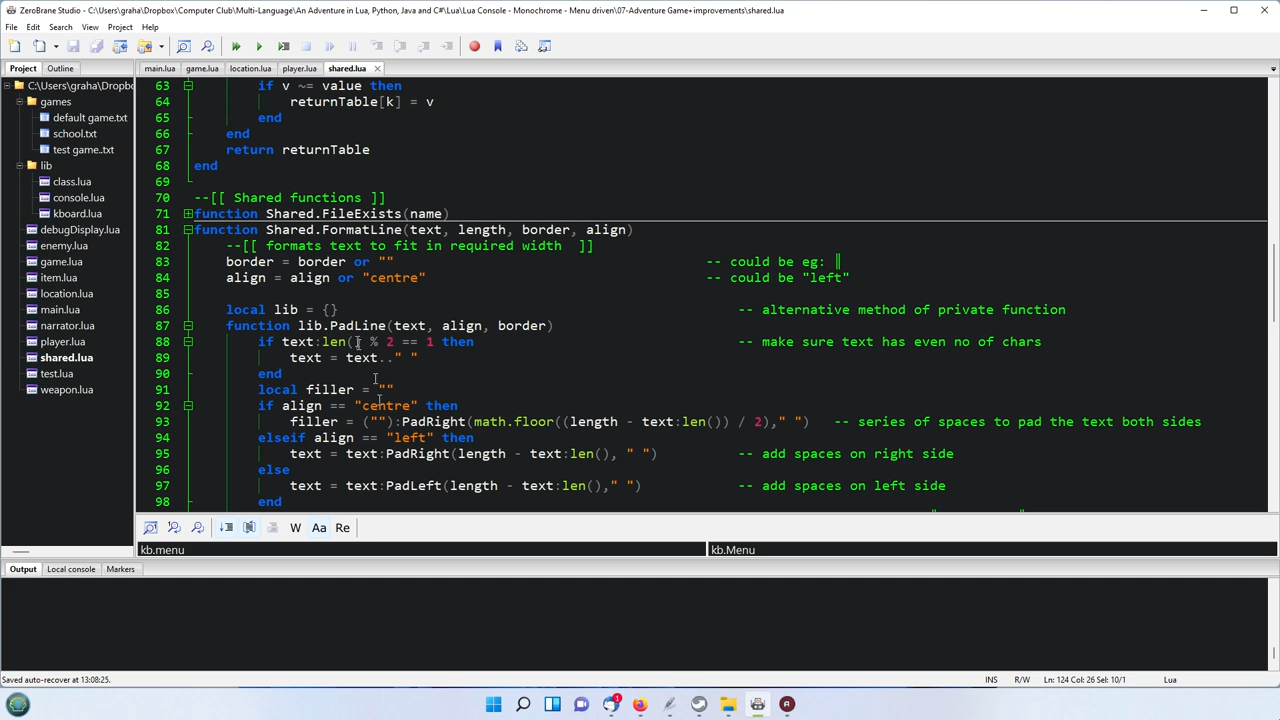 ZeroBrane Studio - C:\Users\graha\Dropbox\Computer Club\Multi-Language\An Adventure in Lua, Python, Java and C#\Lua\Lua Console - Monochrome - Menu driven\07-Adventure Game+improvements\shared.lua
File Edit Search View Project Help
Project Outline
main.lua game.lua location.lua player.lua shared.lua
C:\Users\graha\Dropbo
games
default game.txt
school.txt
test game..txt
lib
class.lua
console.lua
kboard.lua
debugDisplay.lua
enemy.lua
game.lua
item.lua
location.lua
main.lua
narrator.lua
player.lua
shared.lua
test.lua
weapon.lua
63 if v ~= value then
64 returnTable[k] = v
65 end
66 end
67 return returnTable
68 end
69
70 --[[ Shared functions ]]
71 function Shared.FileExists(name)
81 function Shared.FormatLine(text, length, border, align)
82 --[[ formats text to fit in required width  ]]
83 border = border or "" -- could be eg: ║
84 align = align or "centre" -- could be "left"
85
86 local lib = {} -- alternative method of private function
87 function lib.PadLine(text, align, border)
88 if text:len() % 2 == 1 then -- make sure text has even no of chars
89 text = text.." "
90 end
91 local filler = ""
92 if align == "centre" then
93 filler = (""):PadRight(math.floor((length - text:len()) / 2)," ") -- series of spaces to pad the text both sides
94 elseif align == "left" then
95 text = text:PadRight(length - text:len(), " ") -- add spaces on right side
96 else
97 text = text:PadLeft(length - text:len()," ") -- add spaces on left side
98 end
W Aa Re
kb.menu kb.Menu
Output Local console Markers
Saved auto-recover at 13:08:25. INS R/W Ln: 124 Col: 26 Sel: 10/1 Lua
1